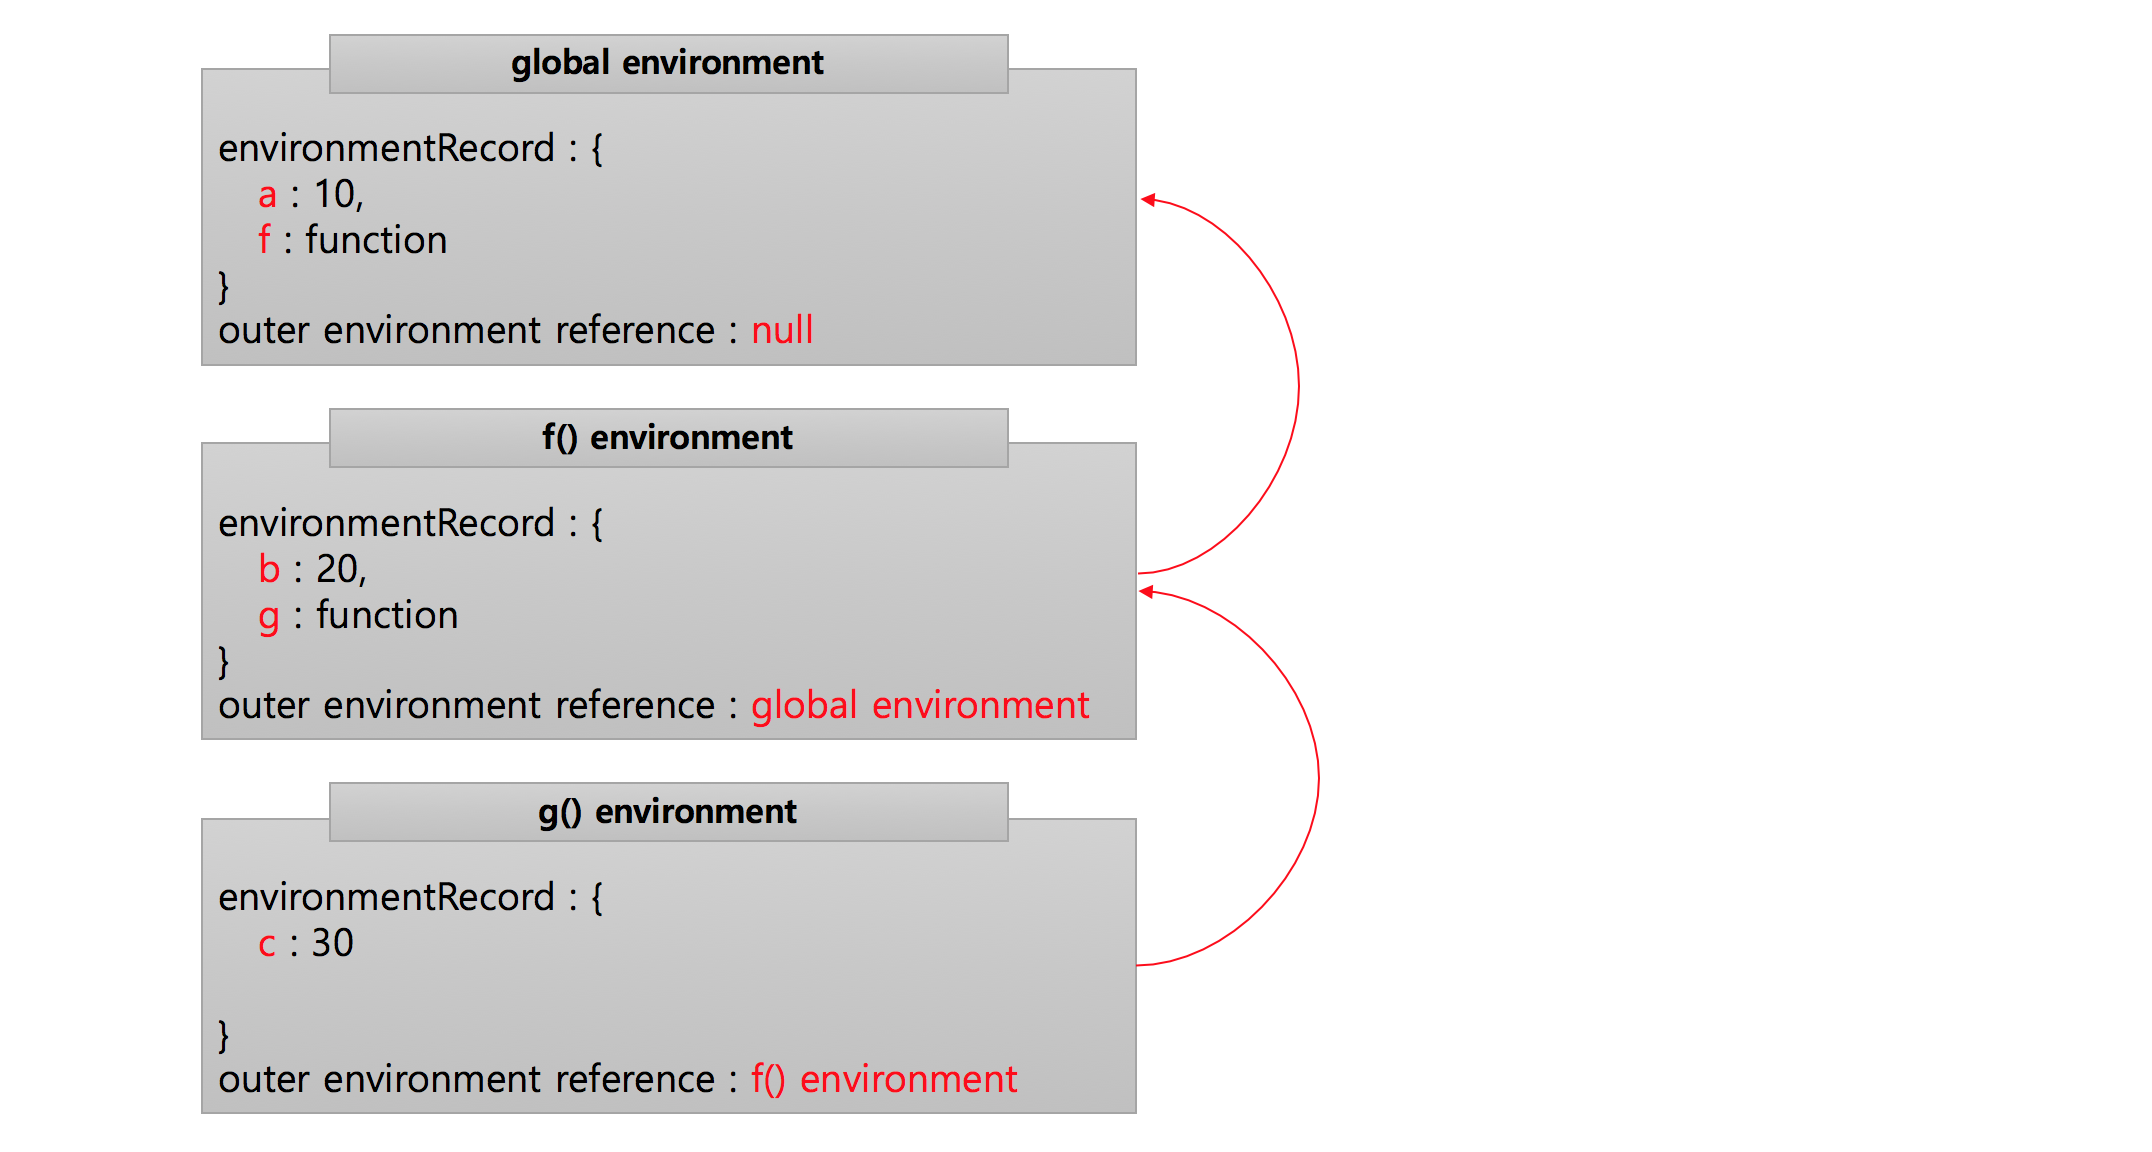 global environment
environmentRecord : {
a : 10,
f : function
}
outer environment reference : null
f() environment
environmentRecord : {
b : 20,
g : function
}
outer environment reference : global environment
g() environment
environmentRecord : {
c : 30
}
outer environment reference : f() environment